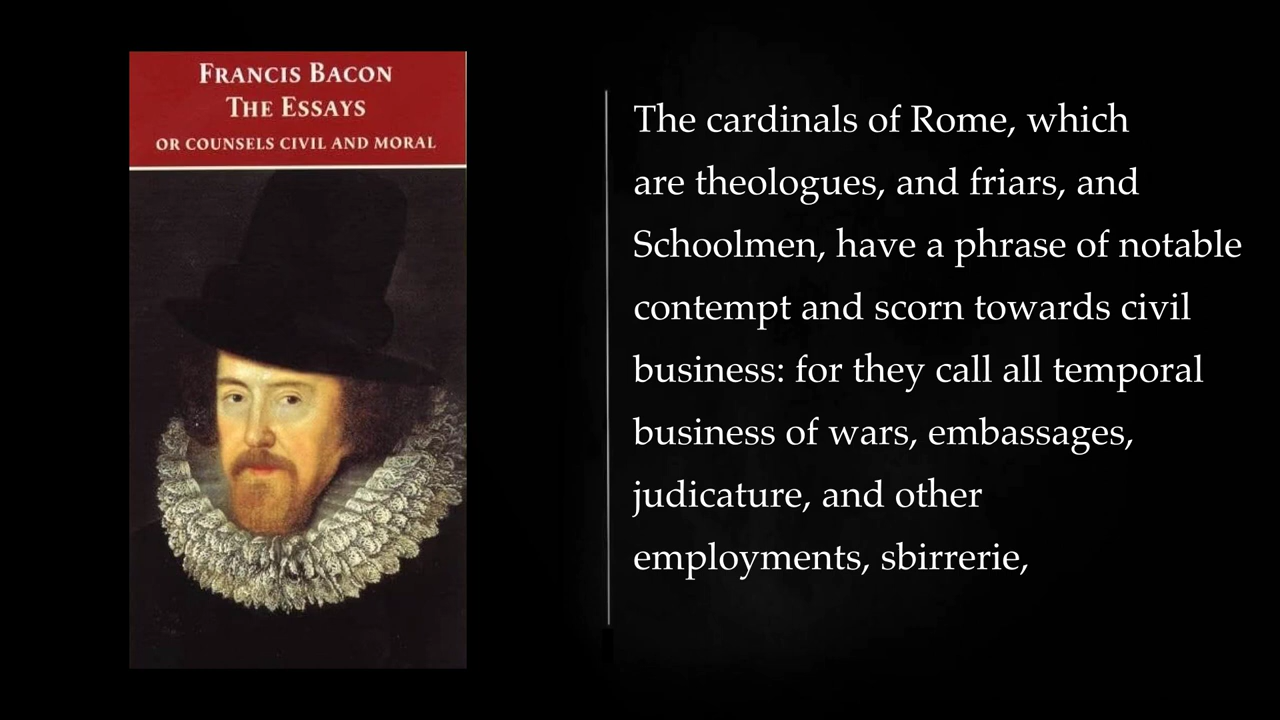 FRANCIS BACON
THE ESSAYS
OR COUNSELS CIVIL AND MORAL
The cardinals of Rome, which
are theologues, and friars, and
Schoolmen, have a phrase of notable
contempt and scorn towards civil
business: for they call all temporal
business of wars, embassages,
judicature, and other
employments, sbirrerie,